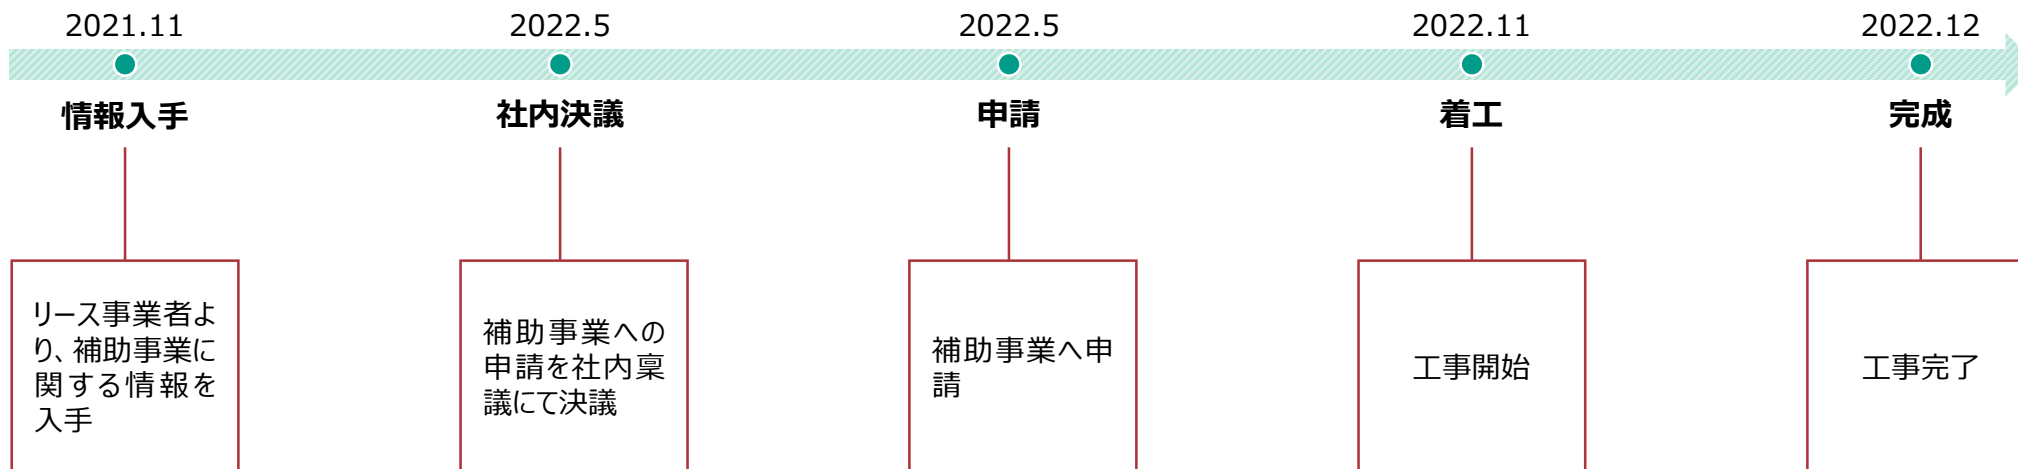 2021.11
2022.5
2022.5
2022.11
2022.12
情報入手
社内決議
申請
着工
完成
リース事業者よ
り、補助事業に
関する情報を
入手
補助事業への
申請を社内稟
議にて決議
補助事業へ申
請
工事開始
工事完了